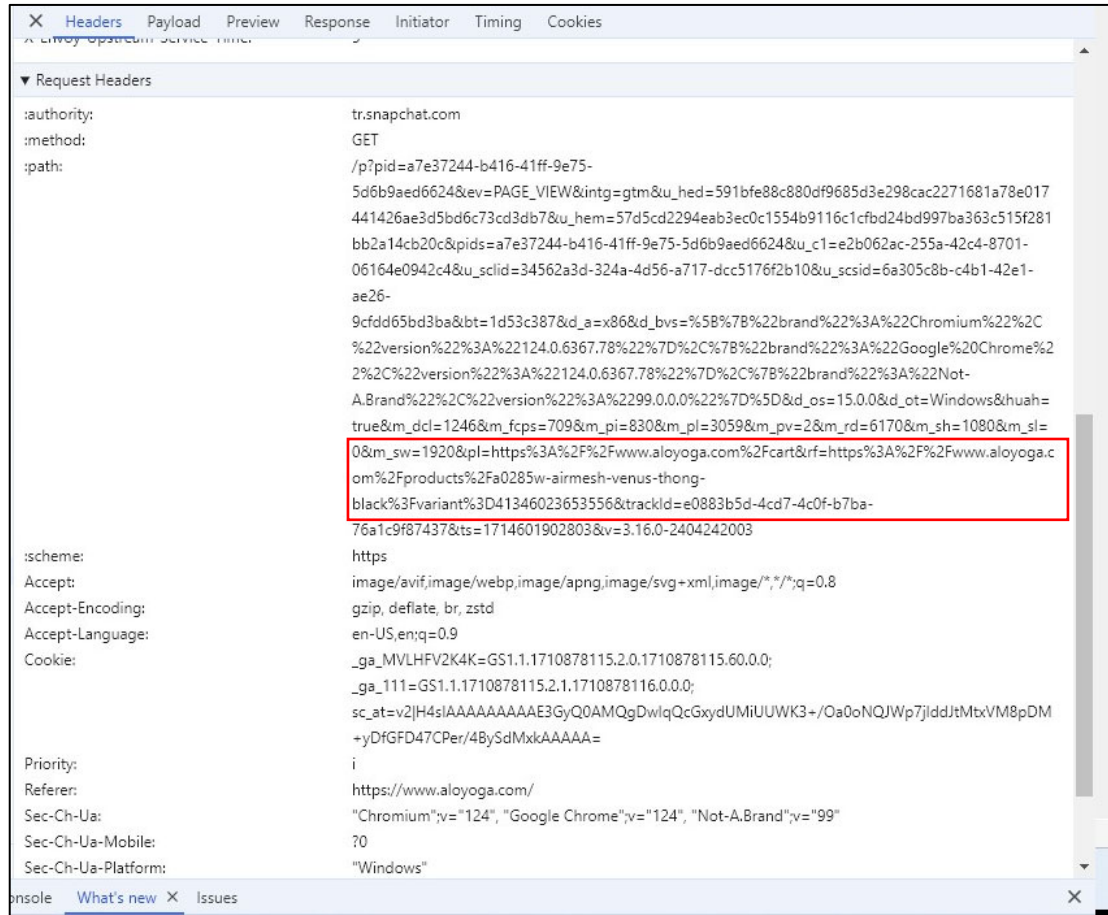 Headers Payload Preview Response Initiator Timing Cookies
X-Envoy-Upstream-Service-Time:
Request Headers
:authority: tr.snapchat.com
:method: GET
:path: /p?pid=a7e37244-b416-41ff-9e75-
5d6b9aed6624&ev=PAGE_VIEW&intg=gtm&u_hed=591bfe88c880df9685d3e298cac2271681a78e017
441426ae3d5bd6c73cd3db7&u_hem=57d5cd2294eab3ec0c1554b9116c1cfbd24bd997ba363c515f281
bb2a14cb20c&pids=a7e37244-b416-41ff-9e75-5d6b9aed6624&u_c1=e2b062ac-255a-42c4-8701-
06164e0942c4&u_sclid=34562a3d-324a-4d56-a717-dcc5176f2b10&u_scsid=6a305c8b-c4b1-42e1-
ae26-
9cfdd65bd3ba&bt=1d53c387&d_a=x86&d_bvs=%5B%7B%22brand%22%3A%22Chromium%22%2C
%22version%22%3A%22124.0.6367.78%22%7D%2C%7B%22brand%22%3A%22Google%20Chrome%2
2%2C%22version%22%3A%22124.0.6367.78%22%7D%2C%7B%22brand%22%3A%22Not-
A.Brand%22%2C%22version%22%3A%2299.0.0.0%22%7D%5D&d_os=15.0.0&d_ot=Windows&huah=
true&m_dcl=1246&m_fcps=709&m_pi=830&m_pl=3059&m_pv=2&m_rd=6170&m_sh=1080&m_sl=
0&m_sw=1920&pl=https%3A%2F%2Fwww.aloyoga.com%2Fcart&rf=https%3A%2F%2Fwww.aloyoga.c
om%2Fproducts%2Fa0285w-airmesh-venus-thong-
black%3Fvariant%3D41346023653556&trackId=e0883b5d-4cd7-4c0f-b7ba-
76a1c9f87437&ts=1714601902803&v=3.16.0-2404242003
:scheme: https
Accept: image/avif,image/webp,image/apng,image/svg+xml,image/*,*/*;q=0.8
Accept-Encoding: gzip, deflate, br, zstd
Accept-Language: en-US,en;q=0.9
Cookie: _ga_MVLHFV2K4K=GS1.1.1710878115.2.0.1710878115.60.0.0;
_ga_111=GS1.1.1710878115.2.1.1710878116.0.0.0;
sc_at=v2|H4sIAAAAAAAAAE3GyQ0AMQgDwIqQcGxydUMiUUWK3+/Oa0oNQJWp7jIddJtMtxVM8pDM
+yDfGFD47CPer/4BySdMxkAAAAA=
Priority: i
Referer: https://www.aloyoga.com/
Sec-Ch-Ua: "Chromium";v="124", "Google Chrome";v="124", "Not-A.Brand";v="99"
Sec-Ch-Ua-Mobile: ?0
Sec-Ch-Ua-Platform: "Windows"
onsole What's new Issues